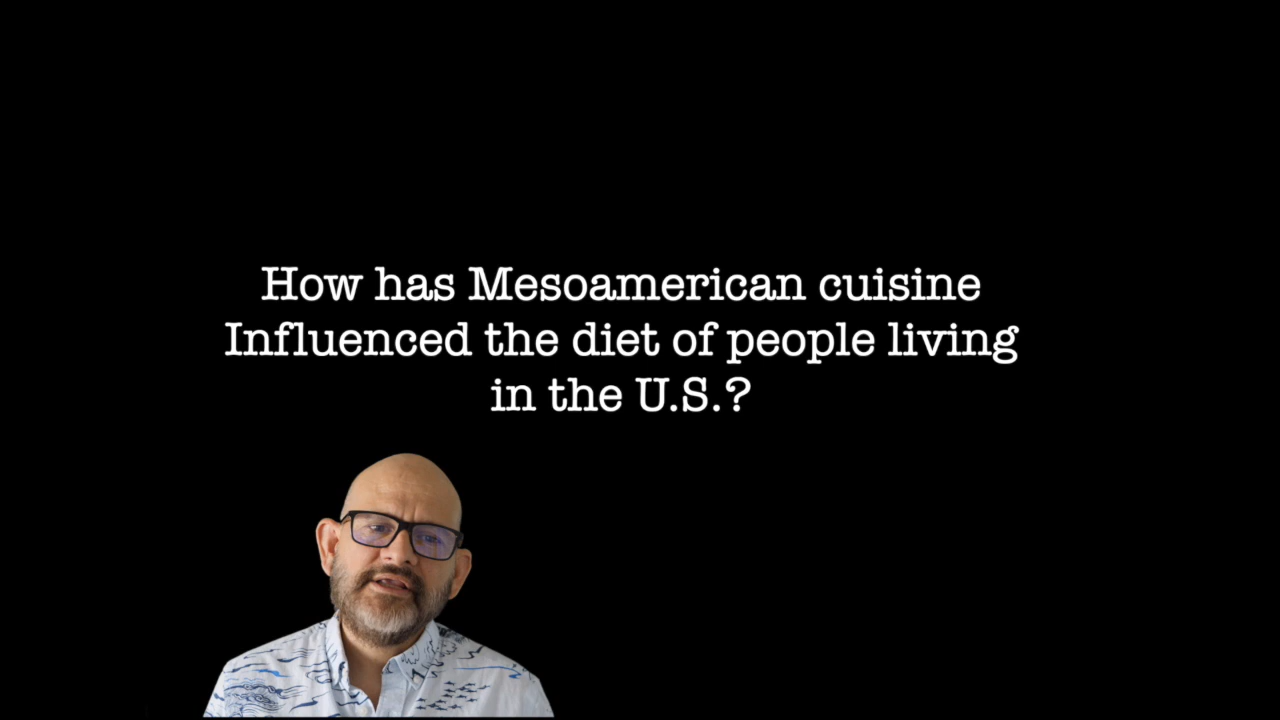 How has Mesoamerican cuisine
Influenced the diet of people living
in the U.S.?